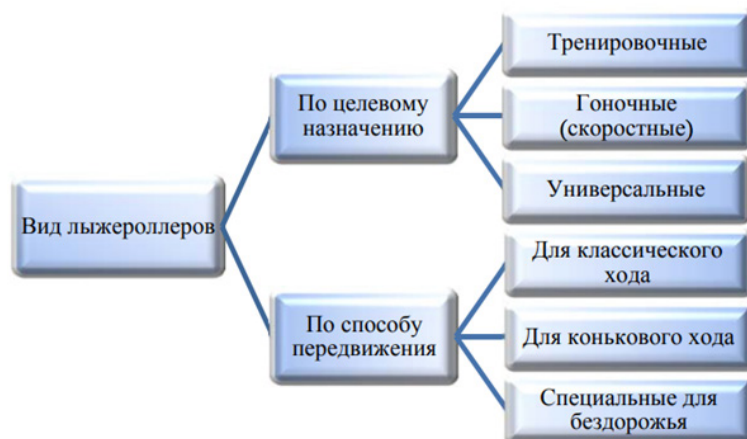 Вид лыжероллеров
По целевому
назначению
Тренировочные
Гоночные
(скоростные)
Универсальные
По способу
передвижения
Для классического
хода
Для конькового хода
Специальные для
бездорожья